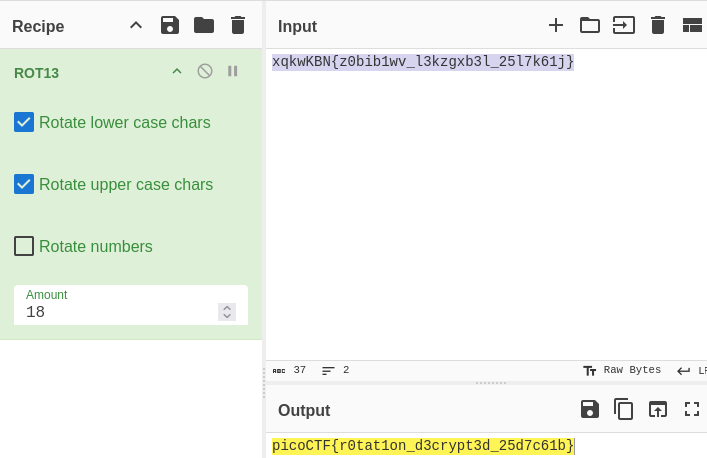 Recipe
Input
ROT13
xqkwKBN{z0bib1wv_l3kzgxb3l_25l7k61j}
Rotate lower case chars
Rotate upper case chars
Rotate numbers
Amount
18
ABC 37 2 Raw Bytes
Output
picoCTF{r0tat1on_d3crypt3d_25d7c61b}